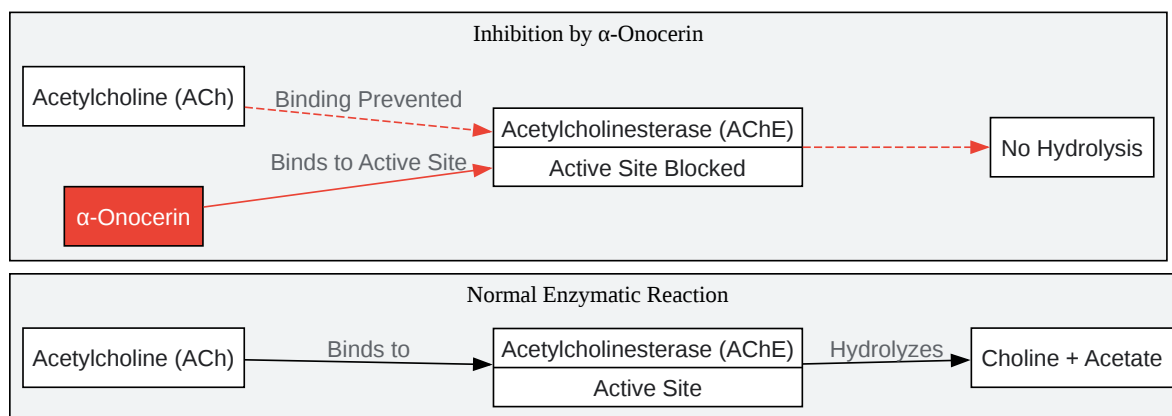 Inhibition by α-Onocerin
Acetylcholine (ACh)
Binding Prevented
Acetylcholinesterase (AChE)
Active Site Blocked
No Hydrolysis
Binds to Active Site
α-Onocerin
Normal Enzymatic Reaction
Acetylcholine (ACh)
Binds to
Acetylcholinesterase (AChE)
Active Site
Hydrolyzes
Choline + Acetate